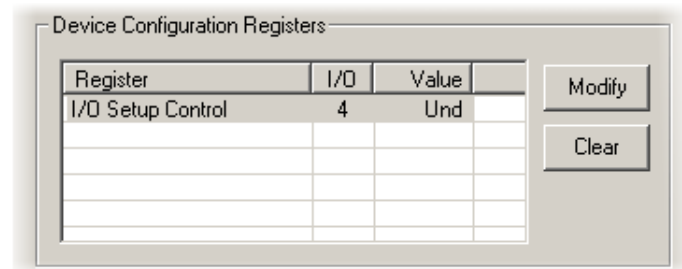 Device Configuration Registers
Register I/O Value
Modify
I/O Setup Control 4 Und
Clear